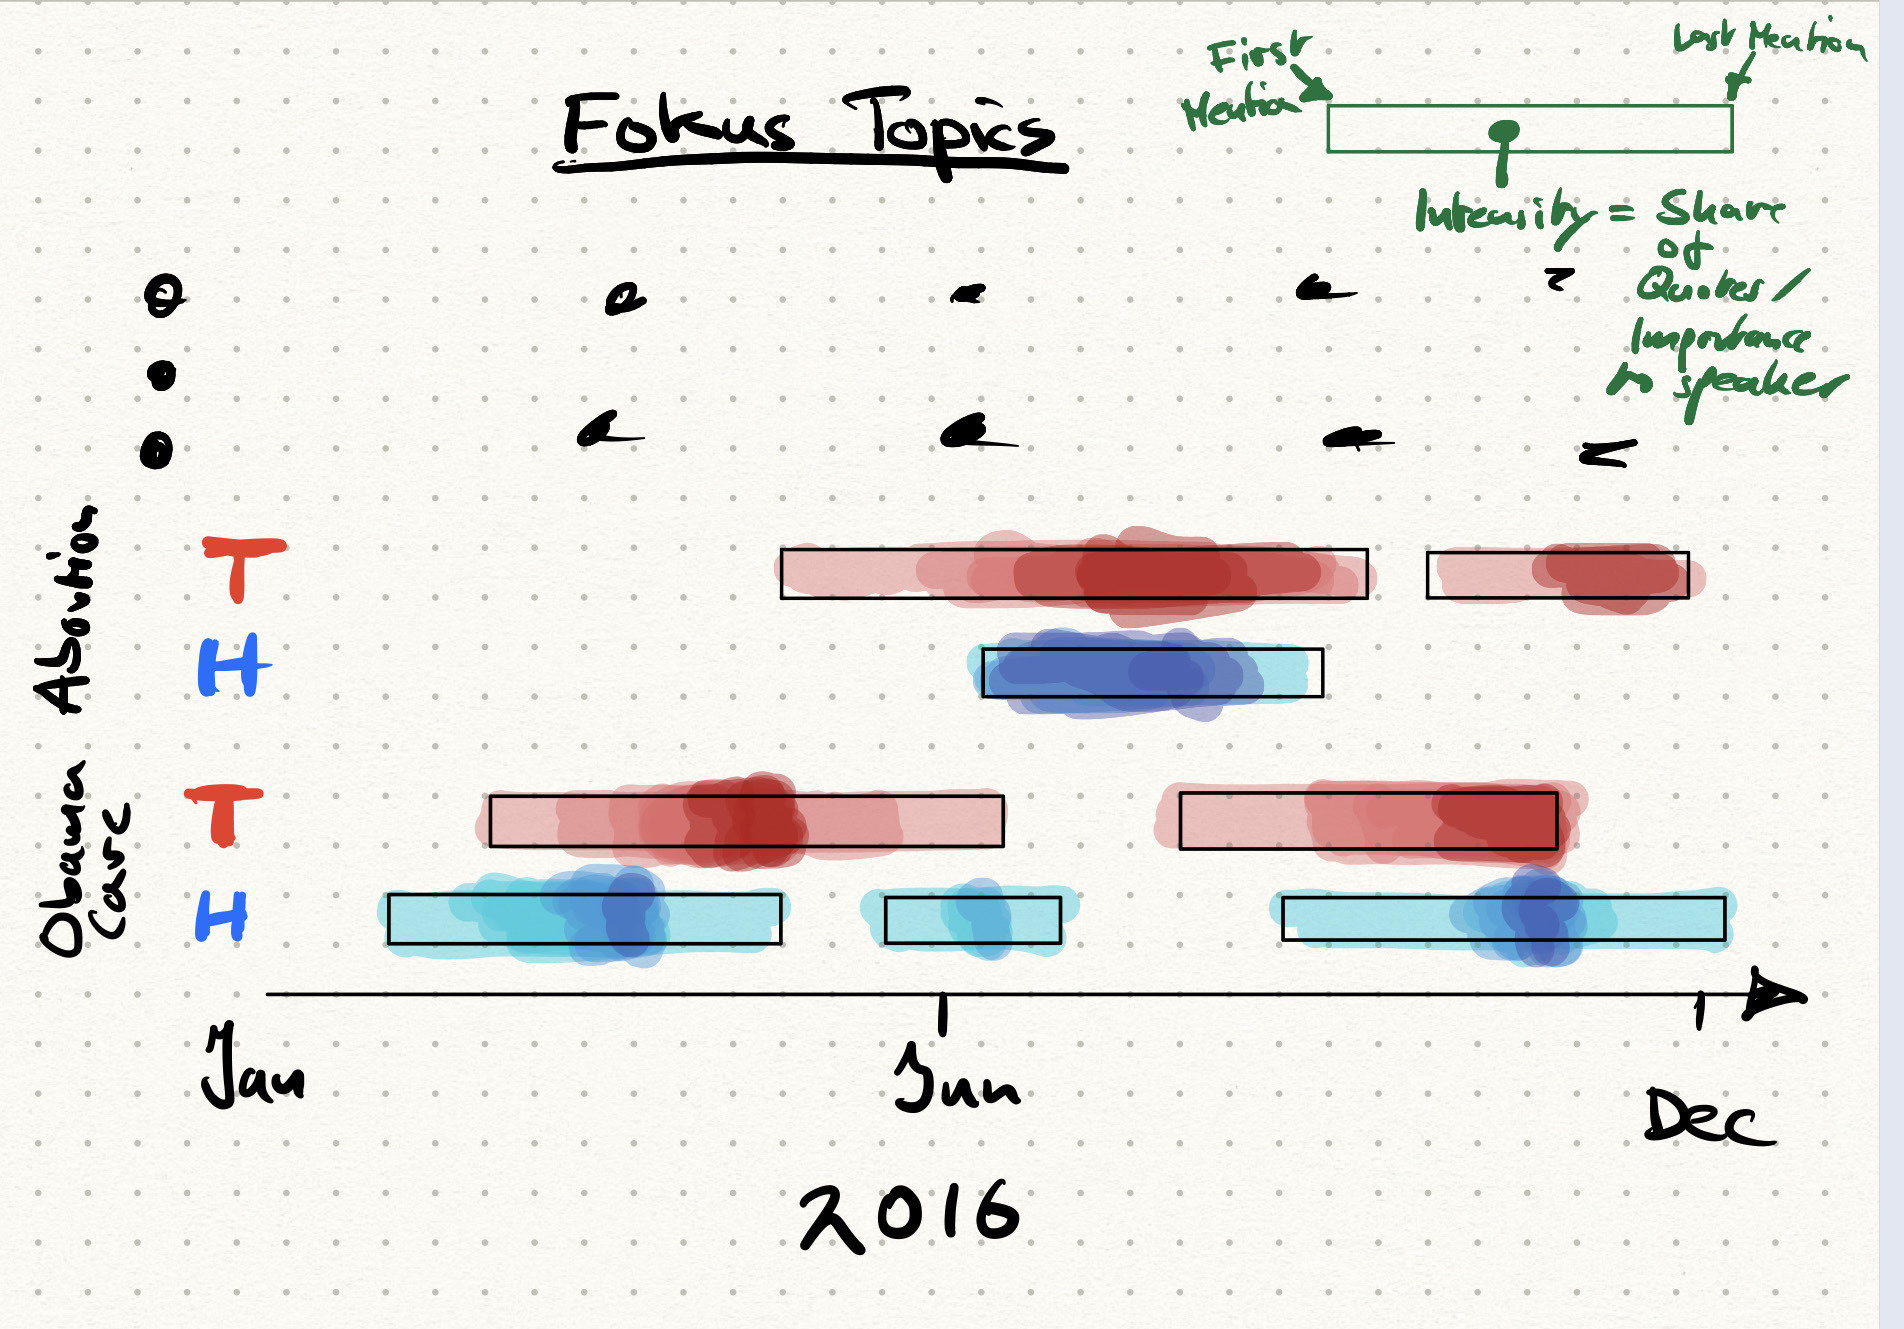 Fokus Topics
First
Mention
Last Mention
Intensity = Share
of
Quotes /
Importance
to speaker
Abortion
T
H
Obama
Care
T
H
Jan
Jun
Dec
2016